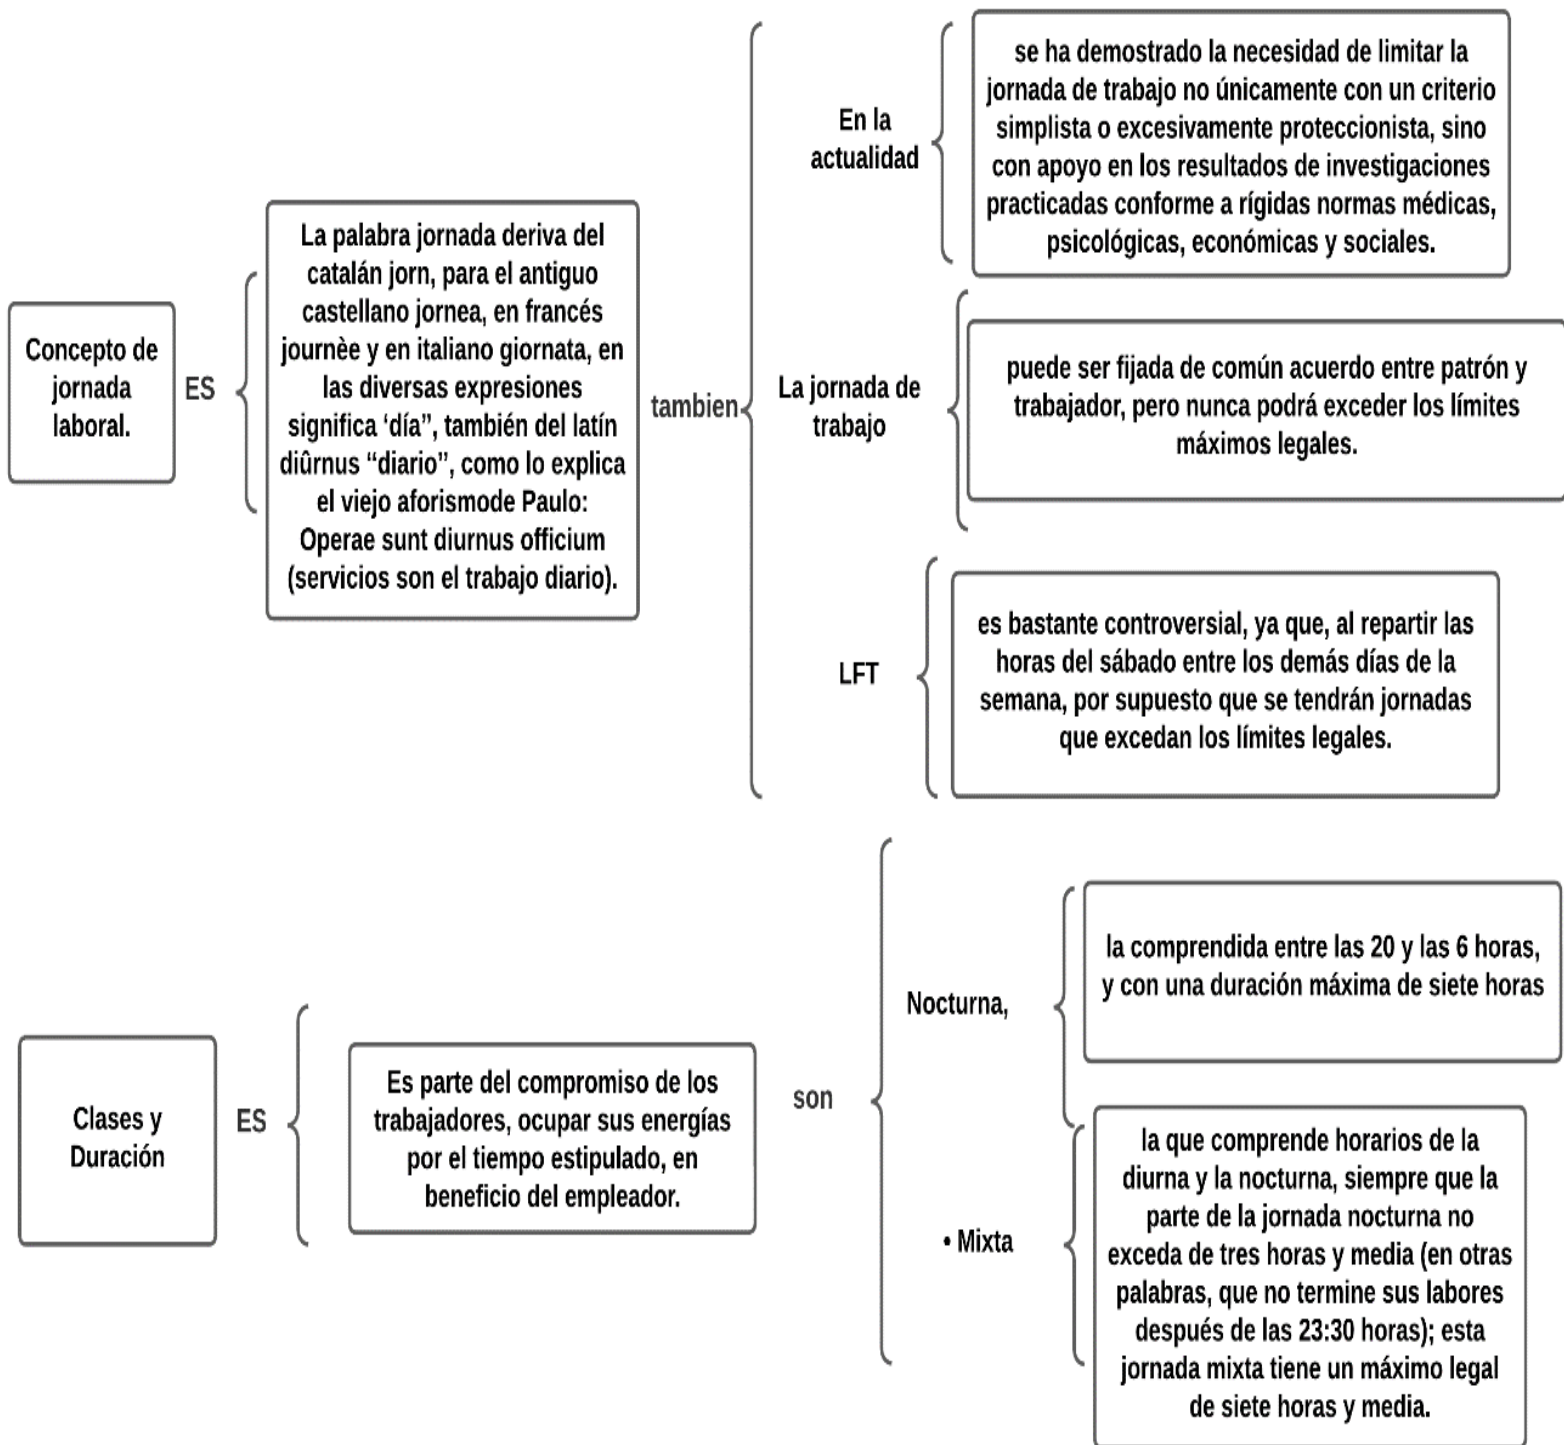 Concepto de
jornada
laboral.
ES
La palabra jornada deriva del
catalán jorn, para el antiguo
castellano jornea, en francés
journèe y en italiano giornata, en
las diversas expresiones
significa ‘día”, también del latín
diûrnus “diario”, como lo explica
el viejo aforismode Paulo:
Operae sunt diurnus officium
(servicios son el trabajo diario).
tambien
En la
actualidad
se ha demostrado la necesidad de limitar la
jornada de trabajo no únicamente con un criterio
simplista o excesivamente proteccionista, sino
con apoyo en los resultados de investigaciones
practicadas conforme a rígidas normas médicas,
psicológicas, económicas y sociales.
La jornada de
trabajo
puede ser fijada de común acuerdo entre patrón y
trabajador, pero nunca podrá exceder los límites
máximos legales.
LFT
es bastante controversial, ya que, al repartir las
horas del sábado entre los demás días de la
semana, por supuesto que se tendrán jornadas
que excedan los límites legales.
Clases y
Duración
ES
Es parte del compromiso de los
trabajadores, ocupar sus energías
por el tiempo estipulado, en
beneficio del empleador.
son
Nocturna,
la comprendida entre las 20 y las 6 horas,
y con una duración máxima de siete horas
• Mixta
la que comprende horarios de la
diurna y la nocturna, siempre que la
parte de la jornada nocturna no
exceda de tres horas y media (en otras
palabras, que no termine sus labores
después de las 23:30 horas); esta
jornada mixta tiene un máximo legal
de siete horas y media.